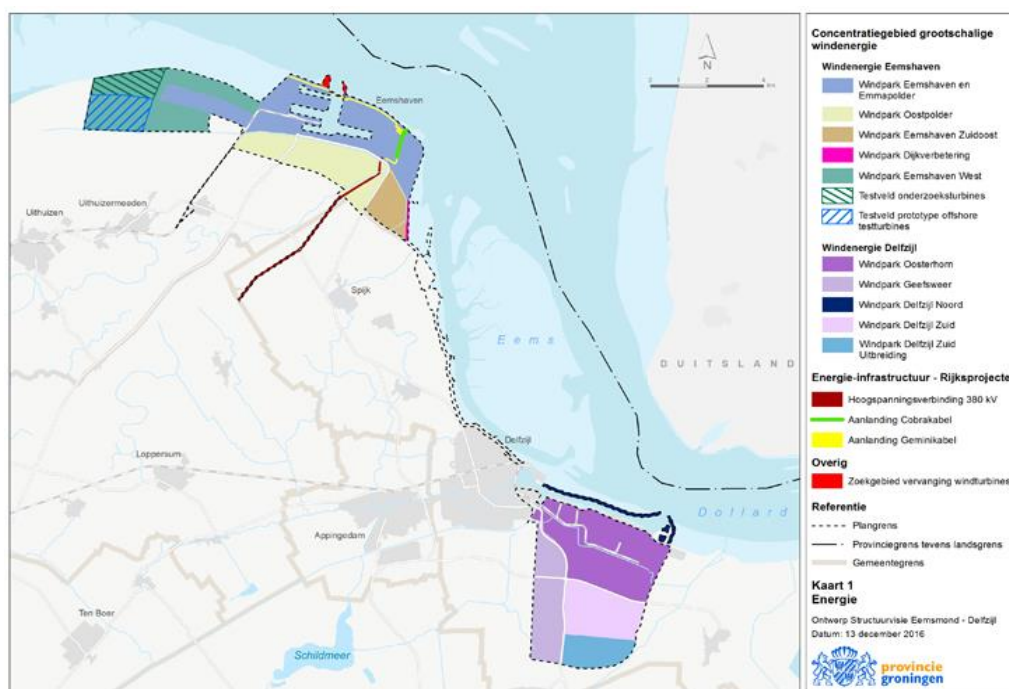 Eemshaven
N
0
2
4
Uithuizen
Uithuizermeeden
Spijk
Eems
DUITSLAND
Delfzijl
Loppersum
Dollard
Appingedam
Ten Boer
Schildmeer
Concentratiegebied grootschalige
windenergie
Windenergie Eemshaven
Windpark Eemshaven en
Emmapolder
Windpark Oostpolder
Windpark Eemshaven Zuidoost
Windpark Dijkverbetering
Windpark Eemshaven West
Testveld onderzoeksturbines
Testveld prototype offshore
testturbines
Windenergie Delfzijl
Windpark Oosterhorn
Windpark Geefsweer
Windpark Delfzijl Noord
Windpark Delfzijl Zuid
Windpark Delfzijl Zuid
Uitbreiding
Energie-infrastructuur - Rijksprojecte
Hoogspanningsverbinding 380 kV
Aanlanding Cobrakabel
Aanlanding Geminikabel
Overig
Zoekgebied vervanging windturbines
Referentie
Plangrens
Provinciegrens tevens landsgrens
Gemeentegrens
Kaart 1
Energie
Ontwerp Structuurvisie Eemsmond - Delfzijl
Datum: 13 december 2016
provincie
groningen